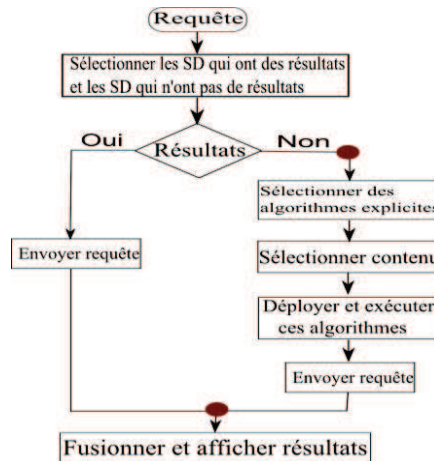 Requête
Sélectionner les SD qui ont des résultats
et les SD qui n'ont pas de résultats
Oui
Résultats
Non
Sélectionner des
algorithmes explicites
Envoyer requête
Sélectionner contenu
Déployer et exécuter
ces algorithmes
Envoyer requête
Fusionner et afficher résultats